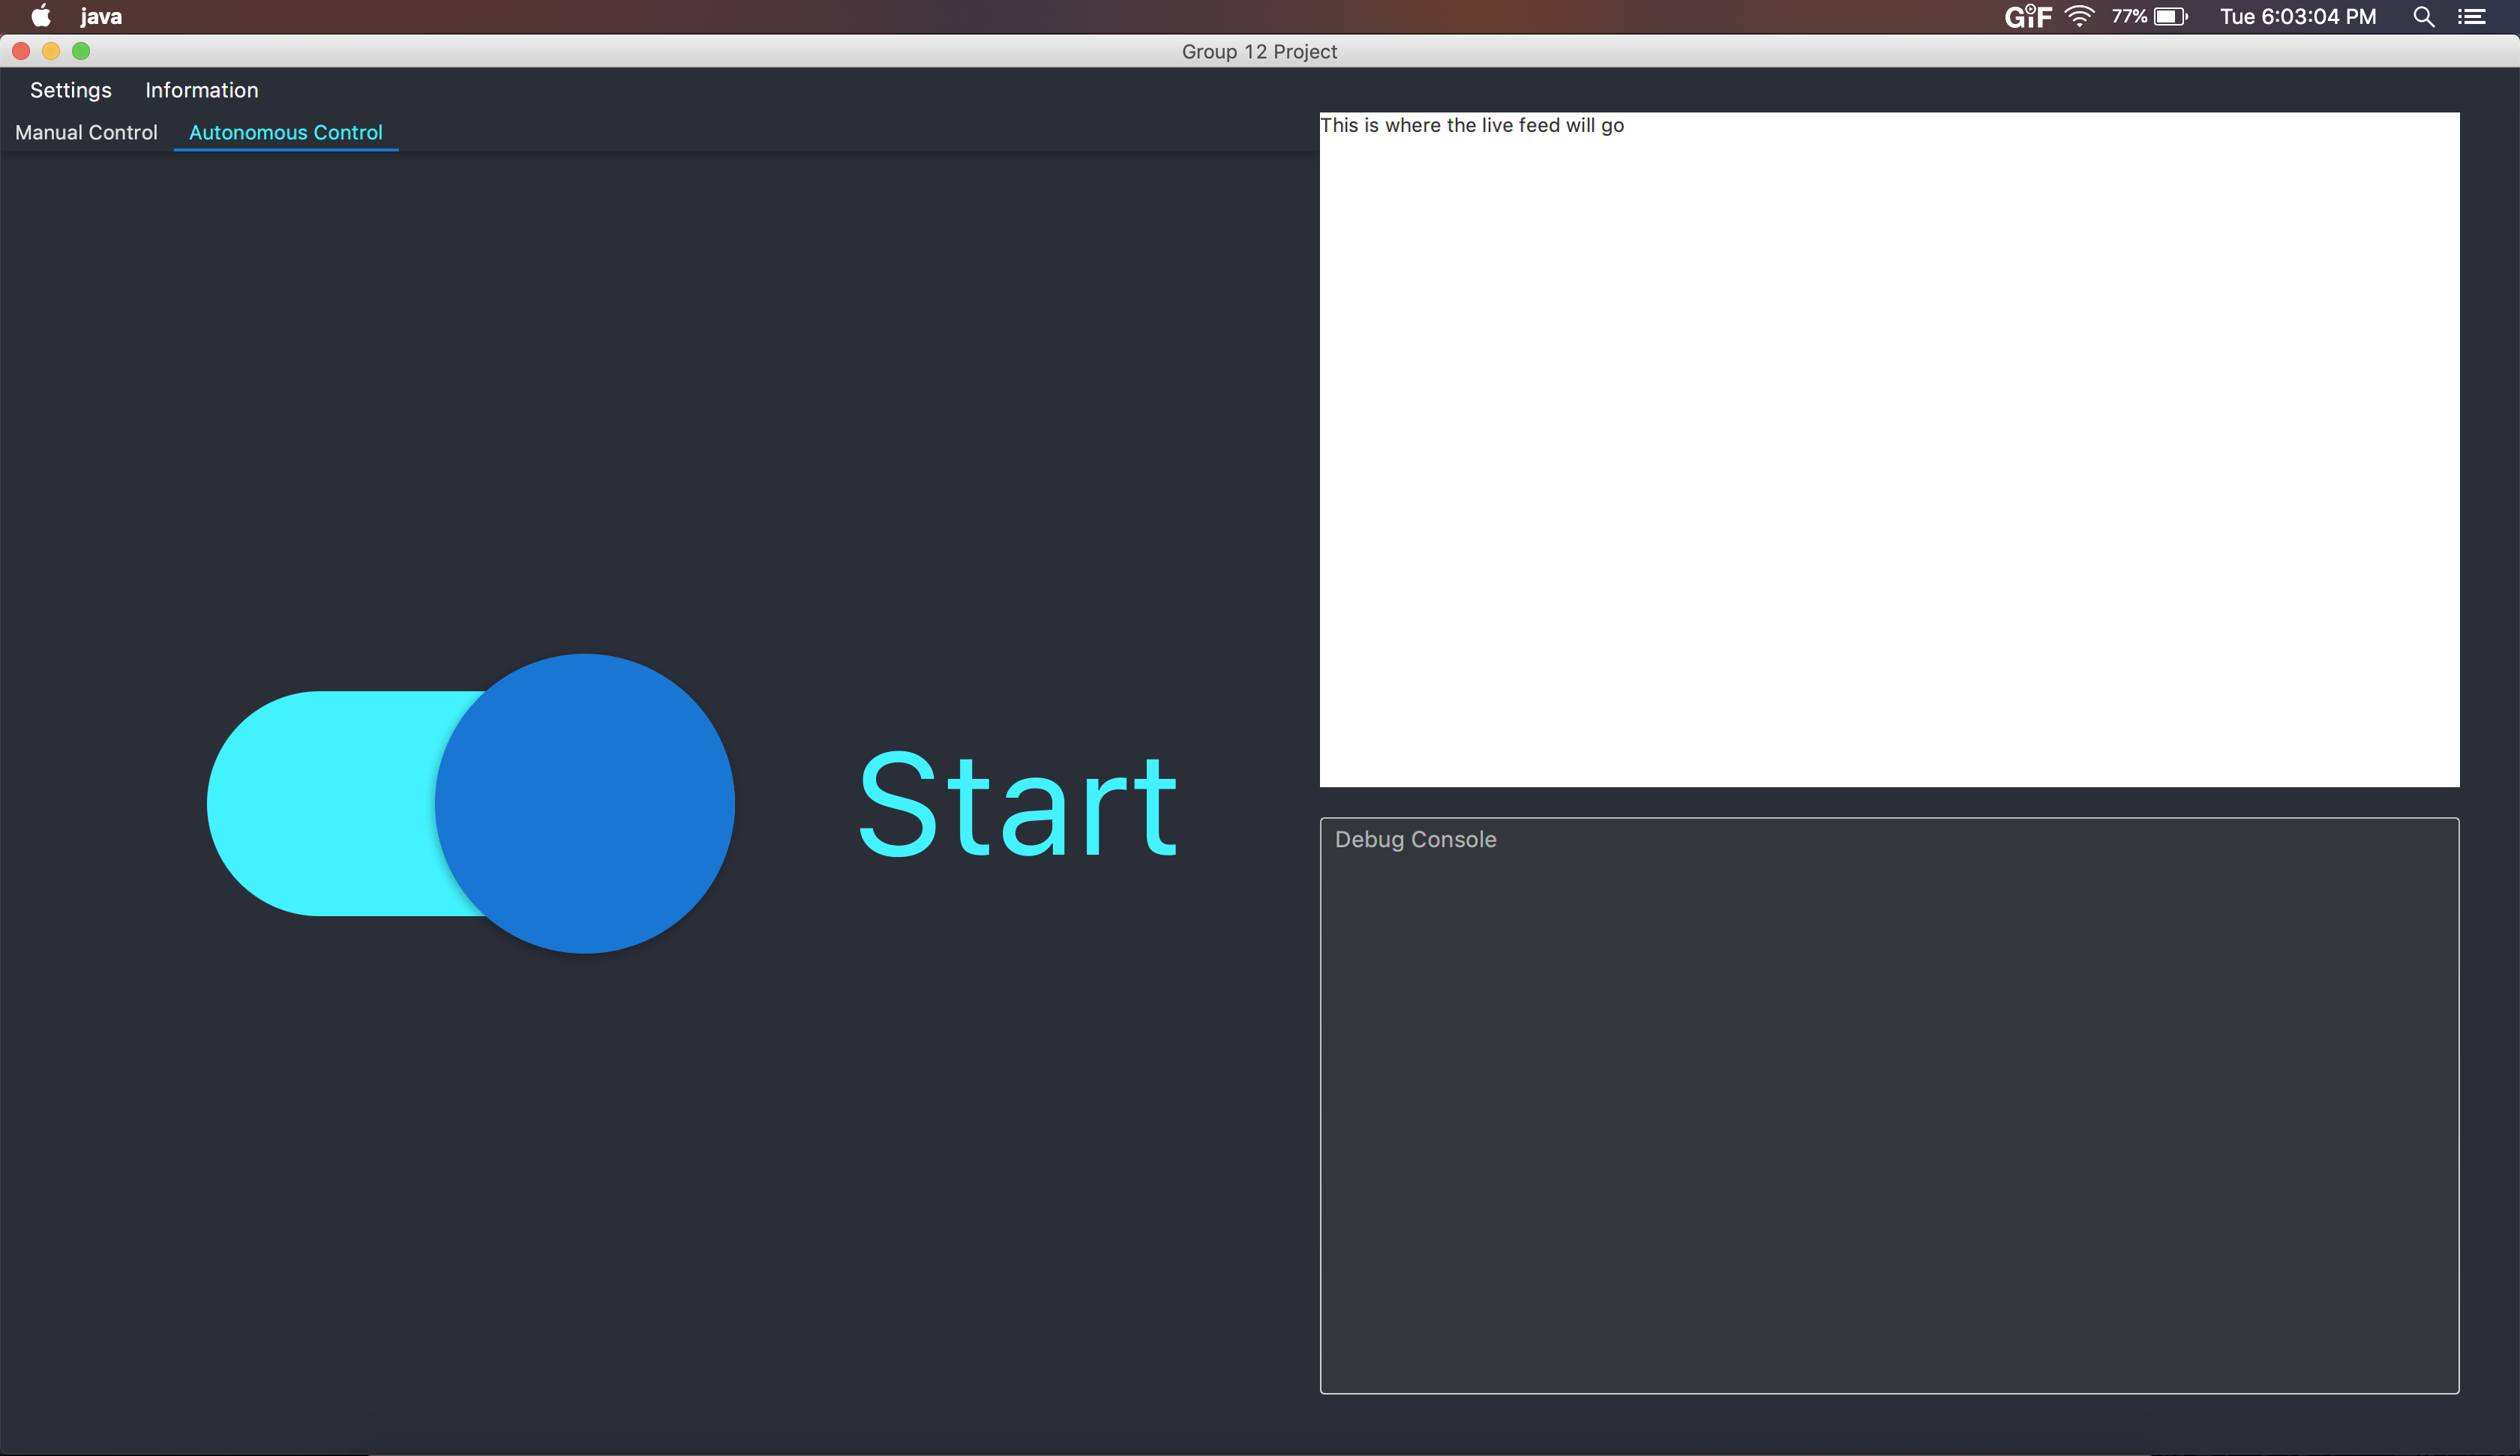 java
GiF 77% Tue 6:03:04 PM
Group 12 Project
Settings Information
Manual Control Autonomous Control
This is where the live feed will go
Start
Debug Console